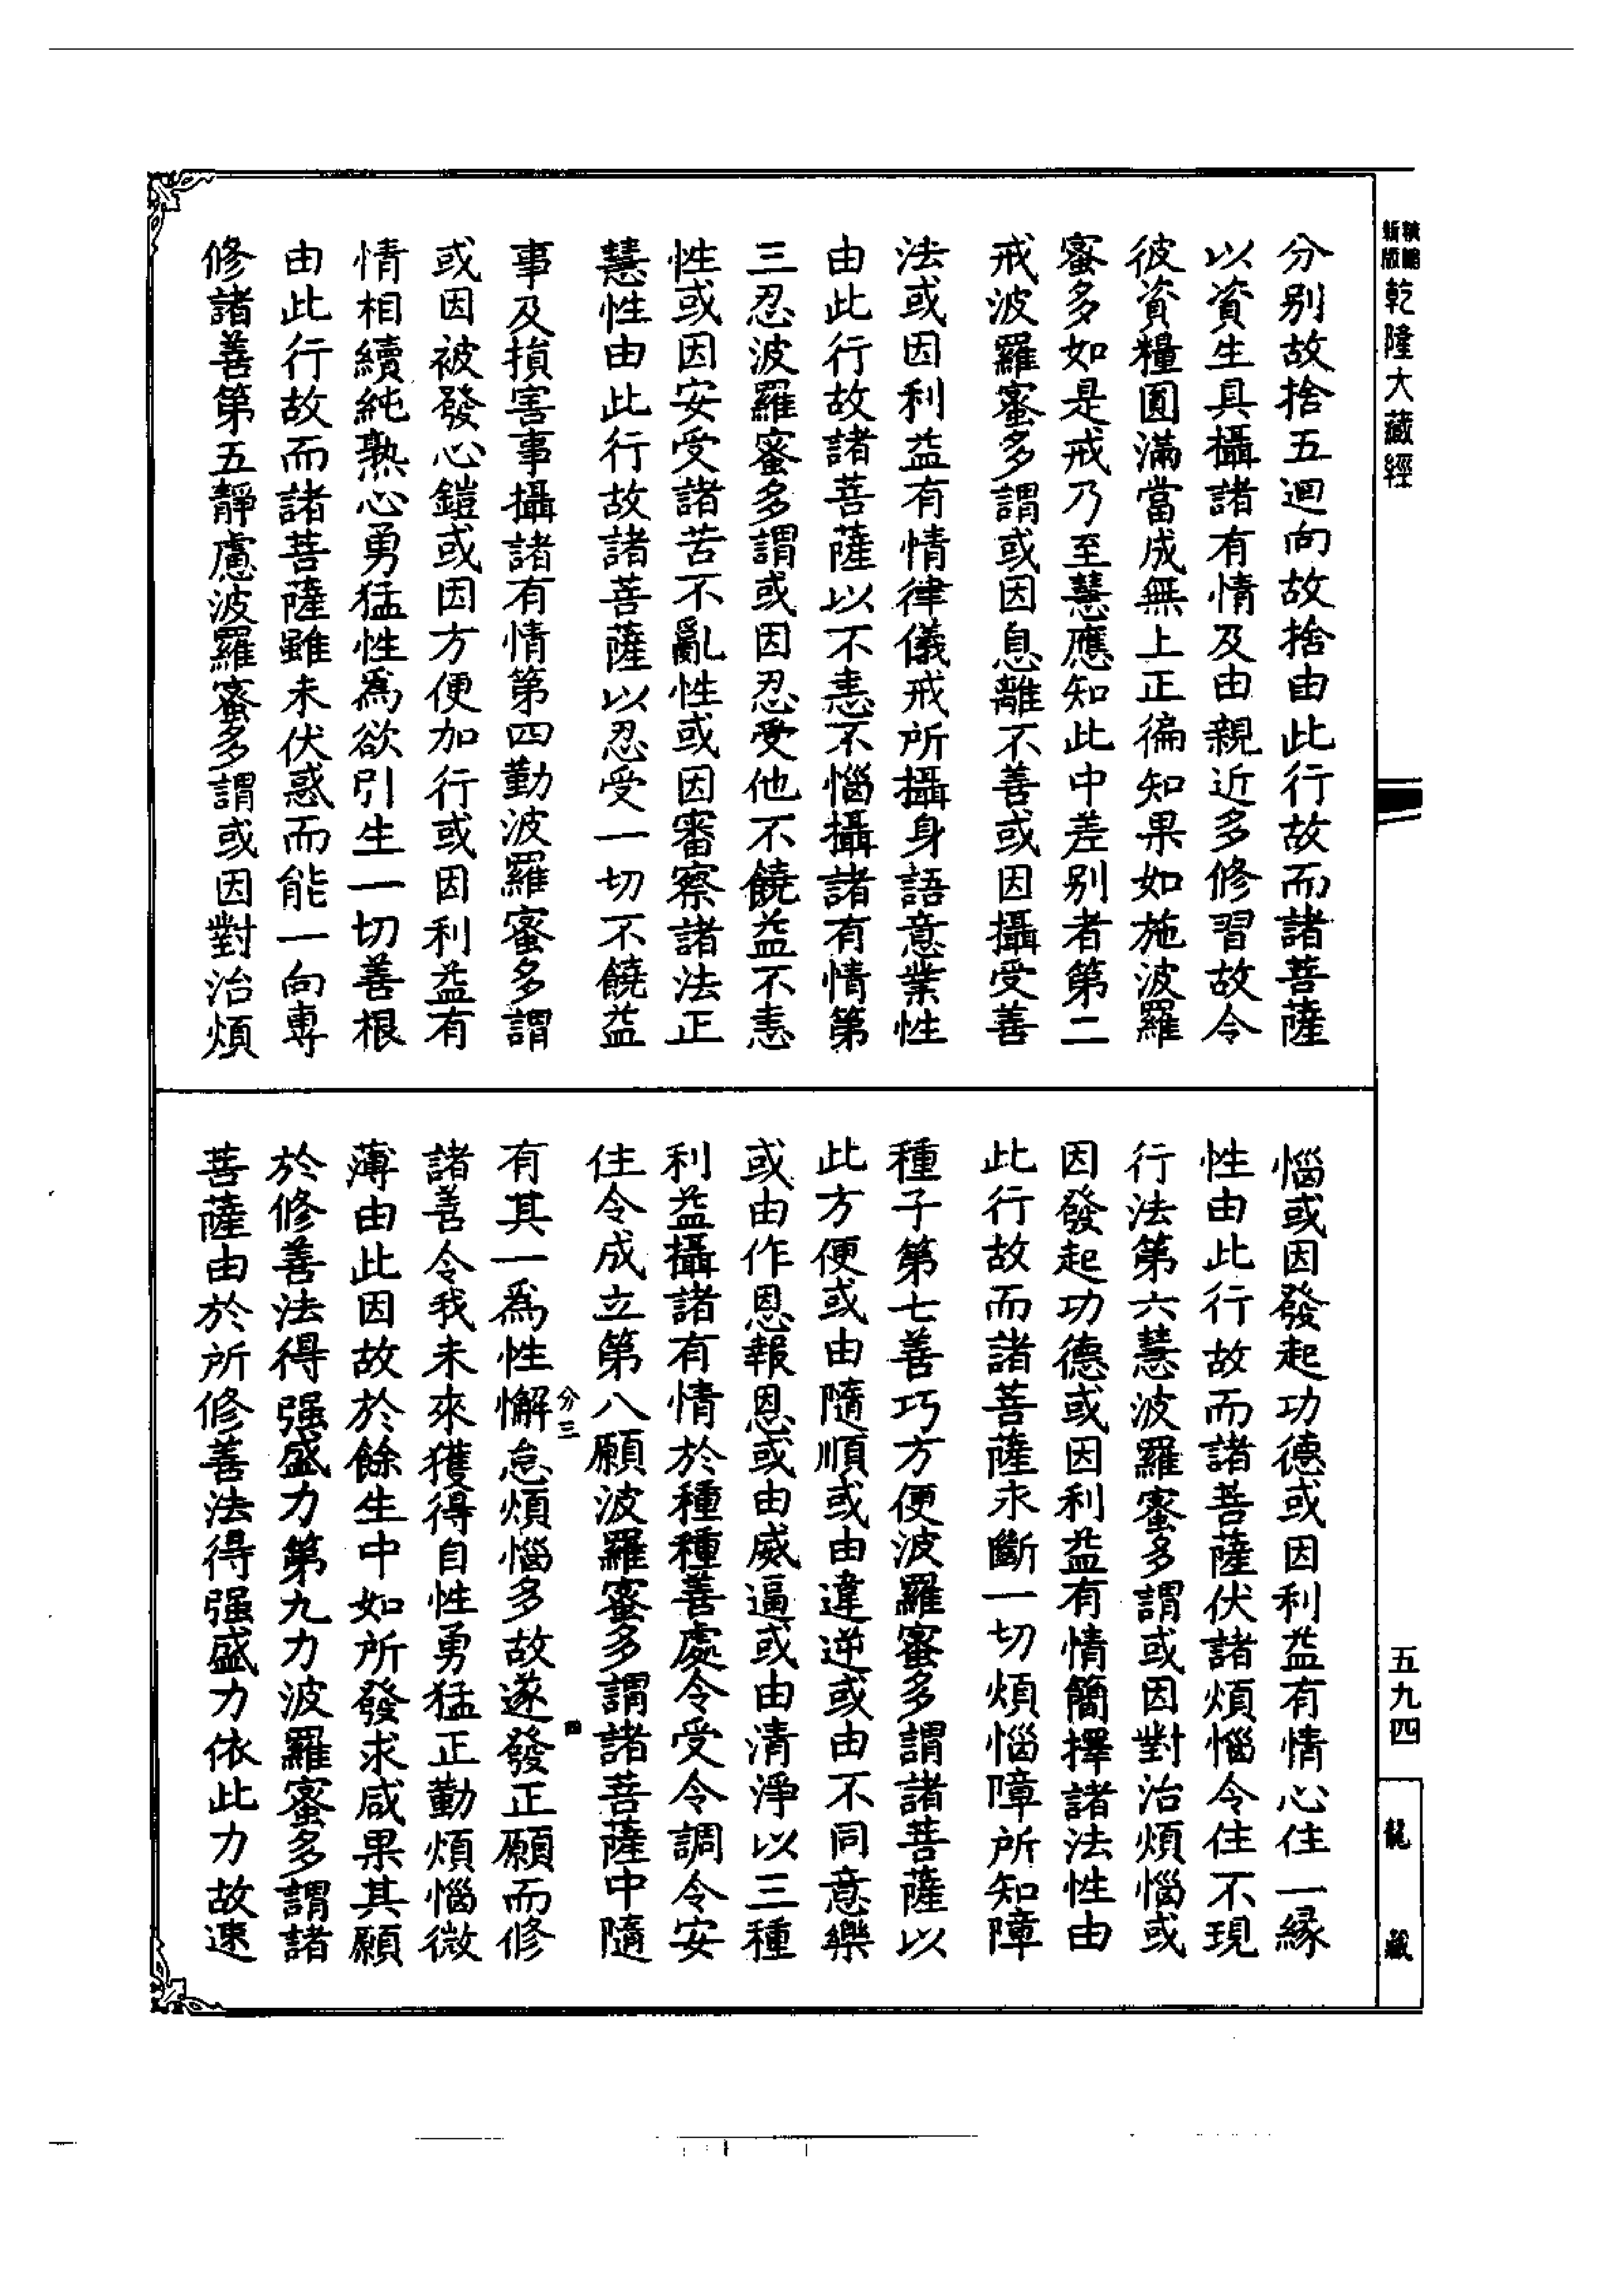 乾隆大藏經
分别故捨五迴向故捨由此行故而諸菩薩
以資生具攝諸有情及由親近多修習故令
彼資糧圓滿當成無上正徧知果如施波羅
蜜多如是戒乃至慧應知此中差别者第二
戒波羅蜜多謂或因息離不善或因攝受善
法或因利益有情律儀戒所攝身語意業性
由此行故諸菩薩以不恚不惱攝諸有情第
三忍波羅蜜多謂或因忍受他不饒益不恚
性或因安受諸苦不亂性或因審察諸法正
慧性由此行故諸菩薩以忍受一切不饒益
事及損害事攝諸有情第四勤波羅蜜多謂
或因被發心鎧或因方便加行或因利益有
情相續純熟心勇猛性爲欲引生一切善根
由此行故而諸菩薩雖未伏惑而能一向專
修諸善第五靜慮波羅蜜多謂或因對治煩
惱或因發起功德或因利益有情心住一緣
性由此行故而諸菩薩伏諸煩惱令住不現
行法第六慧波羅蜜多謂或因對治煩惱或
因發起功德或因利益有情簡擇諸法性由
此行故而諸菩薩永斷一切煩惱障所知障
種子第七善巧方便波羅蜜多謂諸菩薩以
此方便或由隨順或由違逆或由不同意樂
或由作恩報恩或由威逼或由清淨以三種
利益攝諸有情於種種善處令受令調令安
住令成立第八願波羅蜜多謂諸菩薩中隨
分三
四
有其一爲性懈怠煩惱多故遂發正願而修
諸善令我未來獲得自性勇猛正勤煩惱微
薄由此因故於餘生中如所發求咸果其願
於修善法得强盛力第九力波羅蜜多謂諸
菩薩由於所修善法得强盛力依此力故速
五九四
龍藏